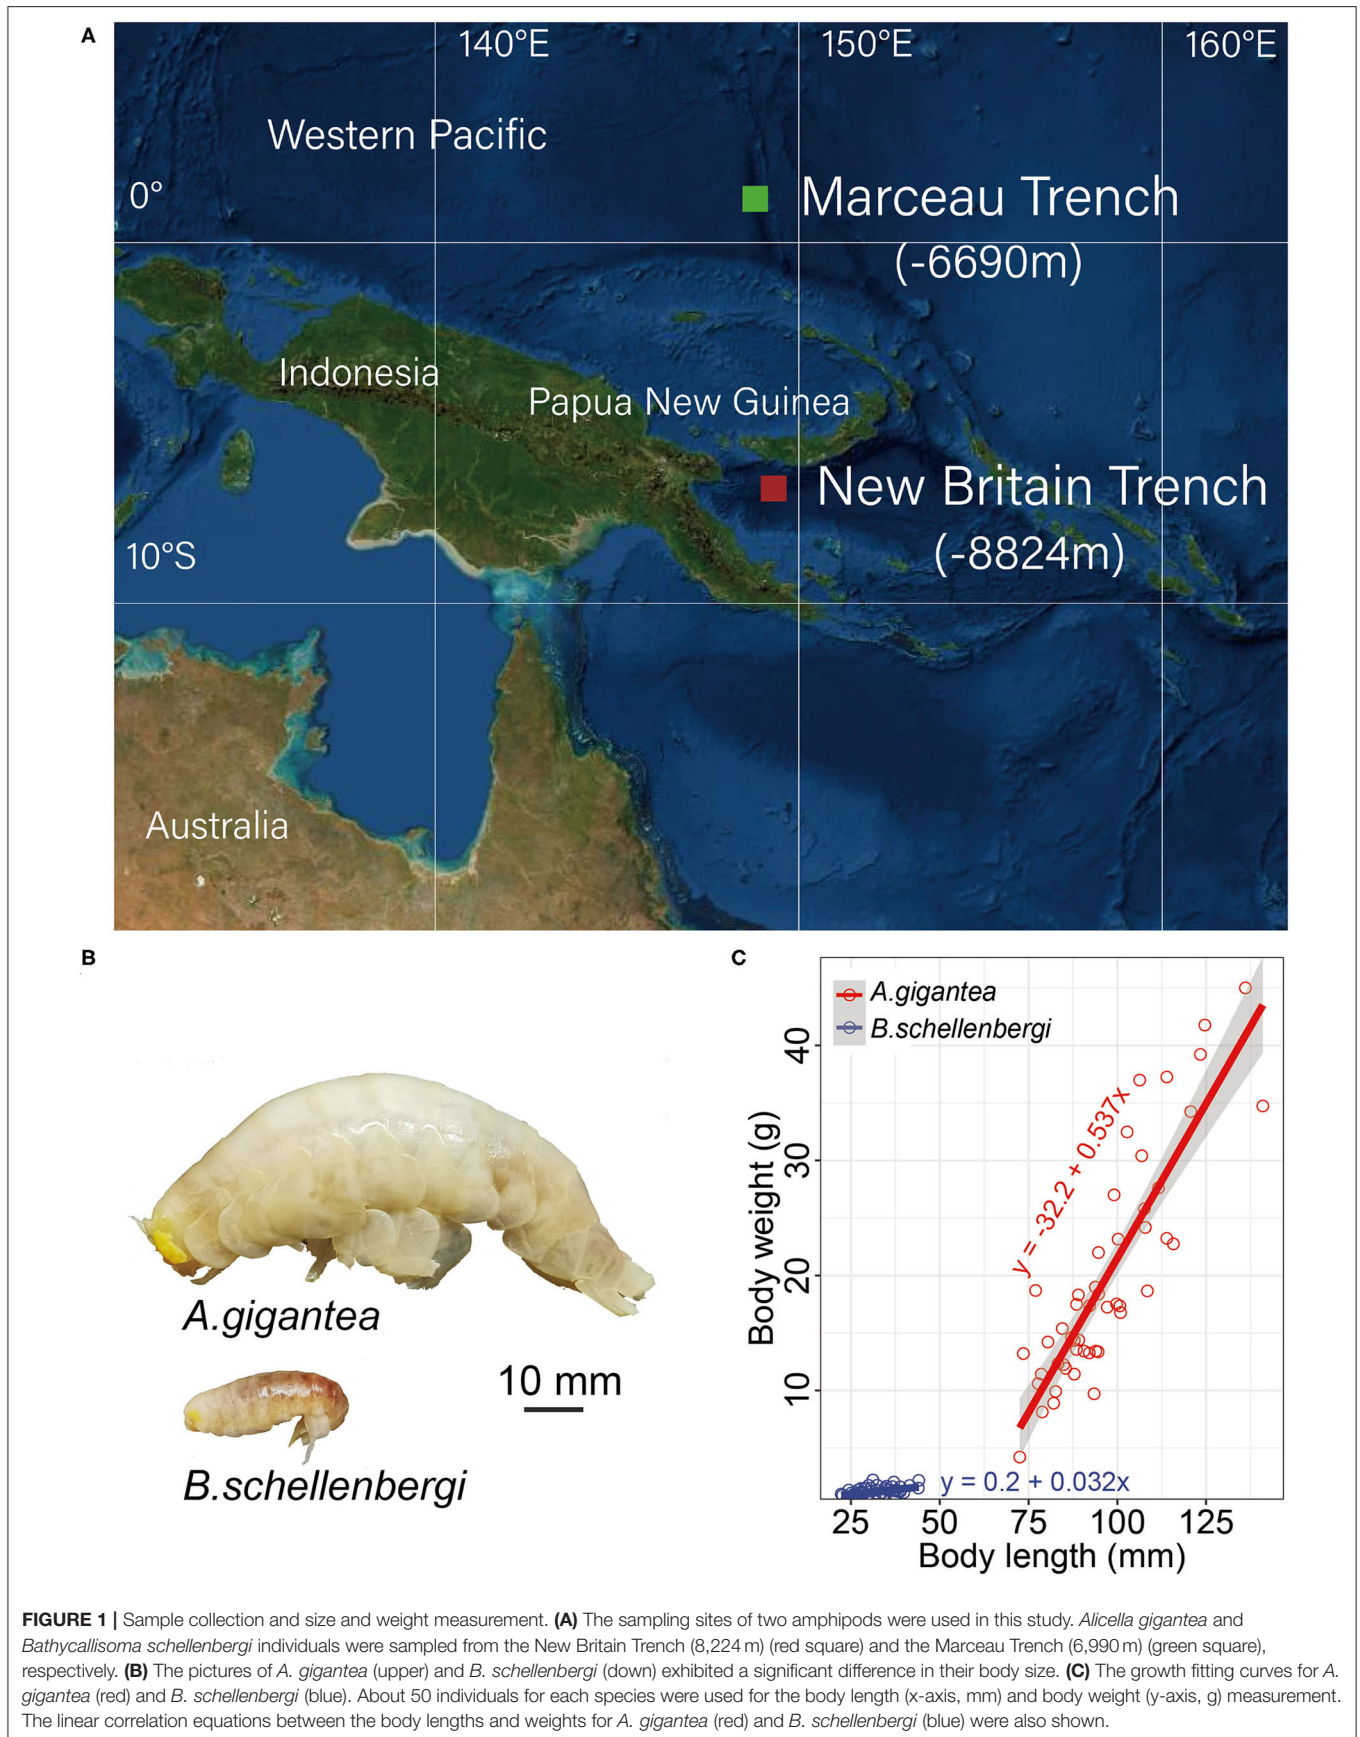 A
140°E
150°E
160°E
Western Pacific
0°
Marceau Trench
(-6690m)
Indonesia
Papua New Guinea
New Britain Trench
10°S
(-8824m)
Australia
B
A.gigantea
10 mm
B.schellenbergi
C
A.gigantea
B.schellenbergi
Body weight (g)
40
30
20
10
y = -32.2 + 0.537x
y = 0.2 + 0.032x
25 50 75 100 125
Body length (mm)
FIGURE 1 | Sample collection and size and weight measurement. (A) The sampling sites of two amphipods were used in this study. Alicella gigantea and
Bathycallisoma schellenbergi individuals were sampled from the New Britain Trench (8,224 m) (red square) and the Marceau Trench (6,990 m) (green square),
respectively. (B) The pictures of A. gigantea (upper) and B. schellenbergi (down) exhibited a significant difference in their body size. (C) The growth fitting curves for A.
gigantea (red) and B. schellenbergi (blue). About 50 individuals for each species were used for the body length (x-axis, mm) and body weight (y-axis, g) measurement.
The linear correlation equations between the body lengths and weights for A. gigantea (red) and B. schellenbergi (blue) were also shown.